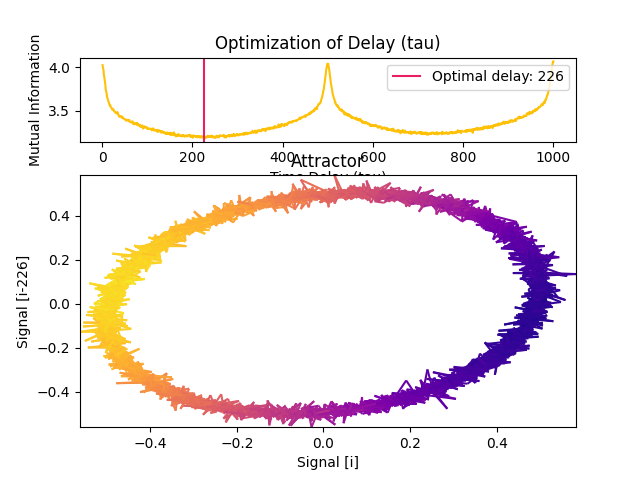 Optimization of Delay (tau)
Mutual Information
4.0
3.5
Optimal delay: 226
0 200 400 600 800 1000
Time Delay (tau)
Attractor
Signal [i-226]
0.4
0.2
0.0
−0.2
−0.4
−0.4 −0.2 0.0 0.2 0.4
Signal [i]